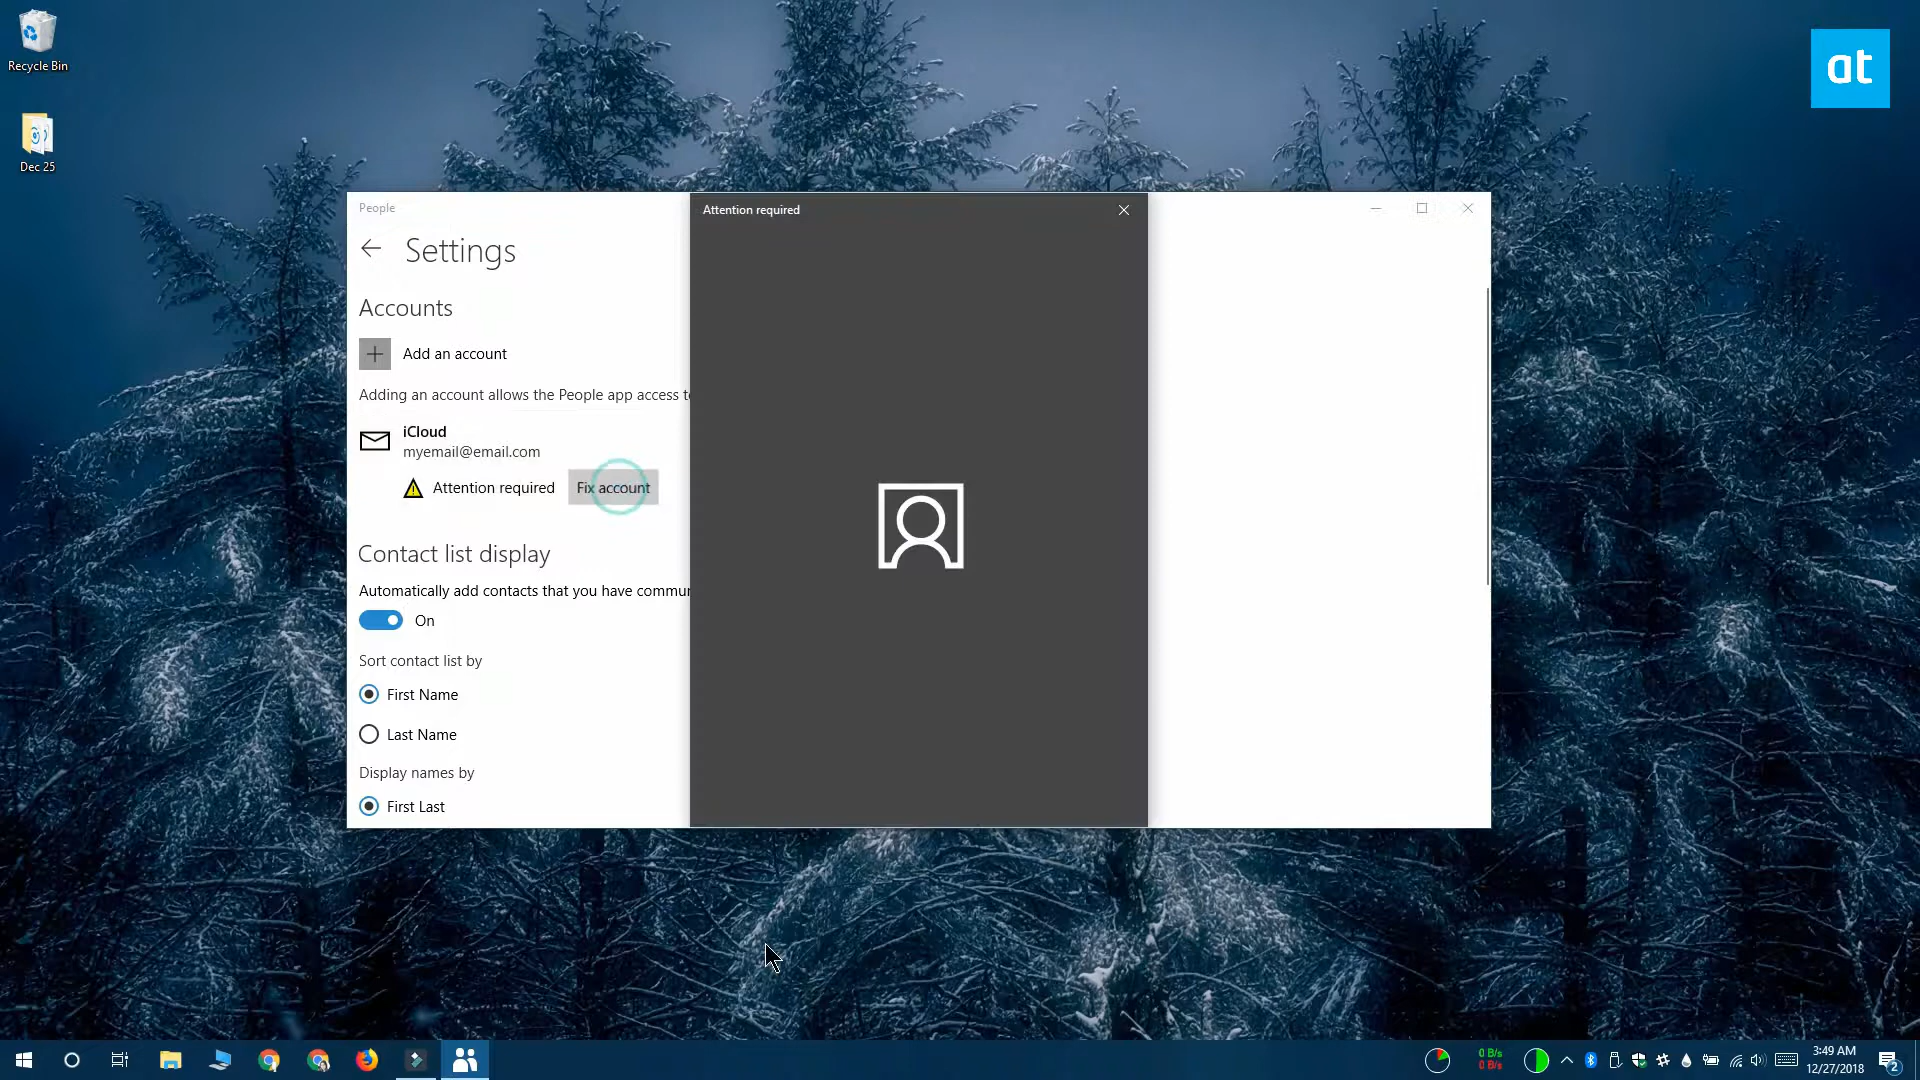 Recycle Bin
Dec 25
at
People
Settings
Accounts
Add an account
Adding an account allows the People app access t
iCloud
myemail@email.com
Attention required
Fix account
Contact list display
Automatically add contacts that you have commu
On
Sort contact list by
First Name
Last Name
Display names by
First Last
Attention required
0 B/s
0 B/s
3:49 AM
12/27/2018
2